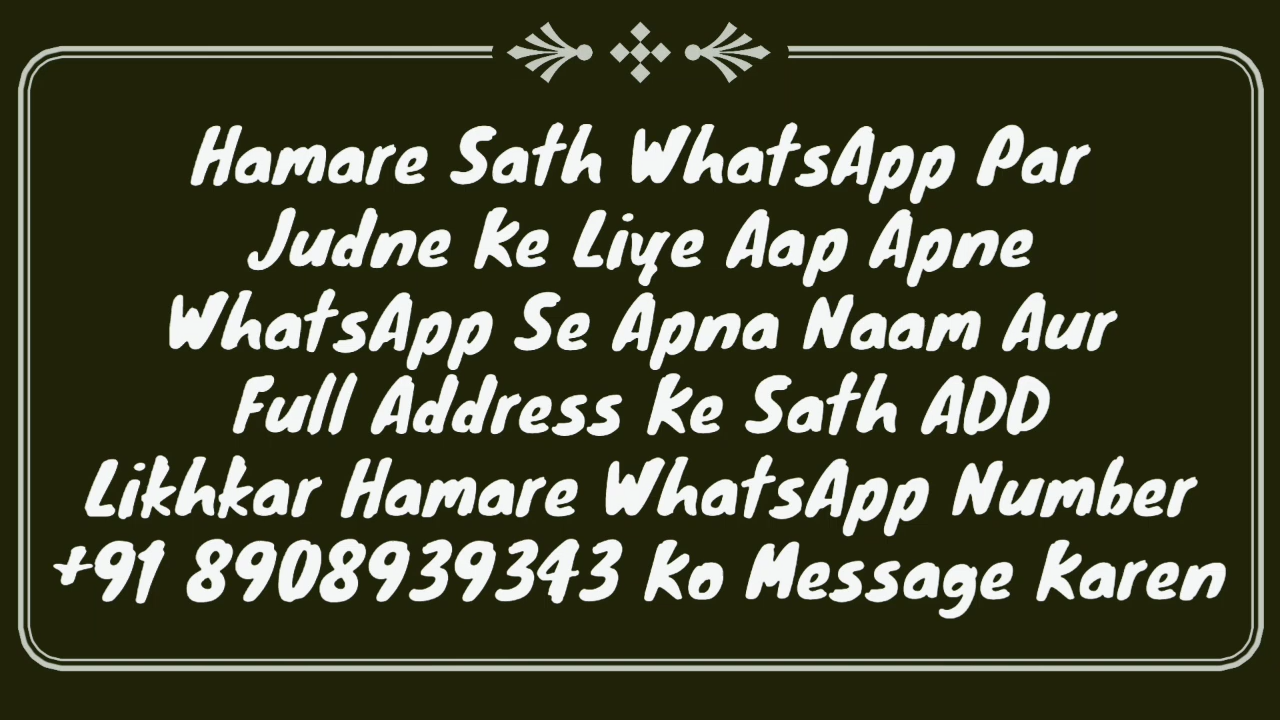 Hamare Sath WhatsApp Par
Judne Ke Liye Aap Apne
WhatsApp Se Apna Naam Aur
Full Address Ke Sath ADD
Likhkar Hamare WhatsApp Number
+91 8908939343 Ko Message Karen